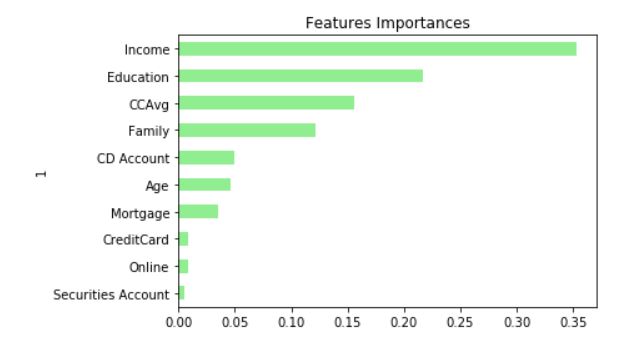 Features Importances
Income
Education
CCAvg
Family
CD Account
Age
Mortgage
CreditCard
Online
Securities Account
1
0.00 0.05 0.10 0.15 0.20 0.25 0.30 0.35